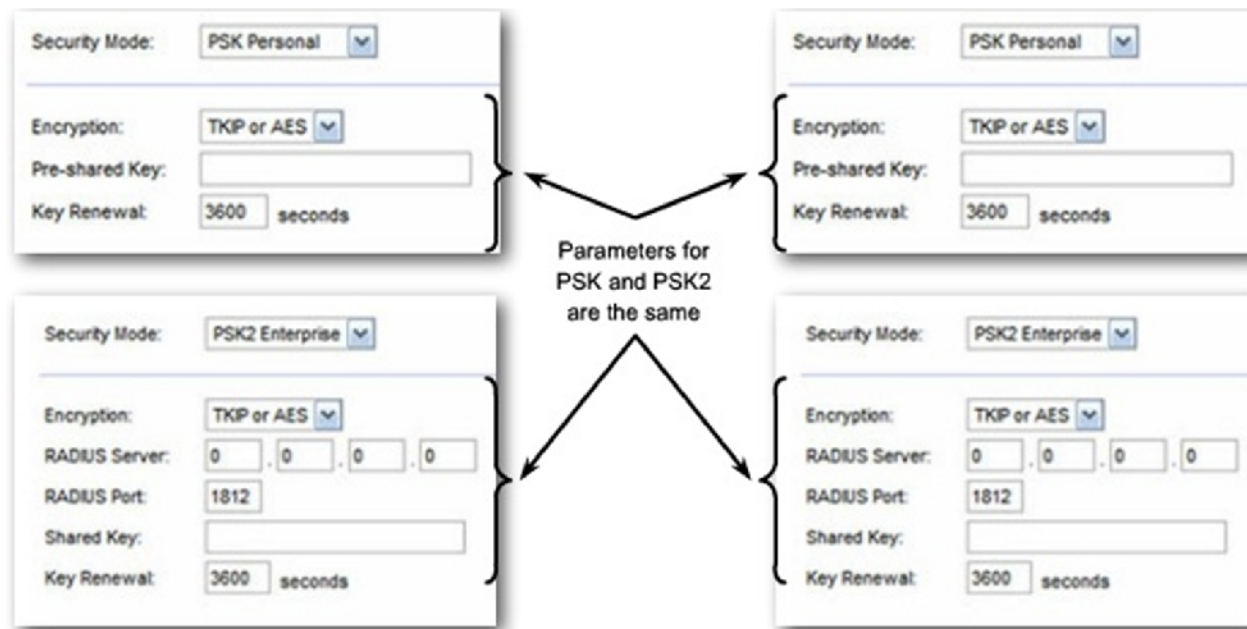 Security Mode: PSK Personal
Encryption: TKIP or AES
Pre-shared Key:
Key Renewal: 3600 seconds
Security Mode: PSK Personal
Encryption: TKIP or AES
Pre-shared Key:
Key Renewal: 3600 seconds
Parameters for
PSK and PSK2
are the same
Security Mode: PSK2 Enterprise
Encryption: TKIP or AES
RADIUS Server: 0 . 0 . 0 . 0
RADIUS Port: 1812
Shared Key:
Key Renewal: 3600 seconds
Security Mode: PSK2 Enterprise
Encryption: TKIP or AES
RADIUS Server: 0 . 0 . 0 . 0
RADIUS Port: 1812
Shared Key:
Key Renewal: 3600 seconds